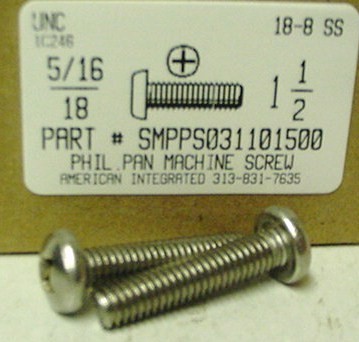 UNC 18-8 SS
1C246
5/16
18
1 1/2
PART # SMPPS031101500
PHIL.PAN MACHINE SCREW
AMERICAN INTEGRATED 313-831-7635